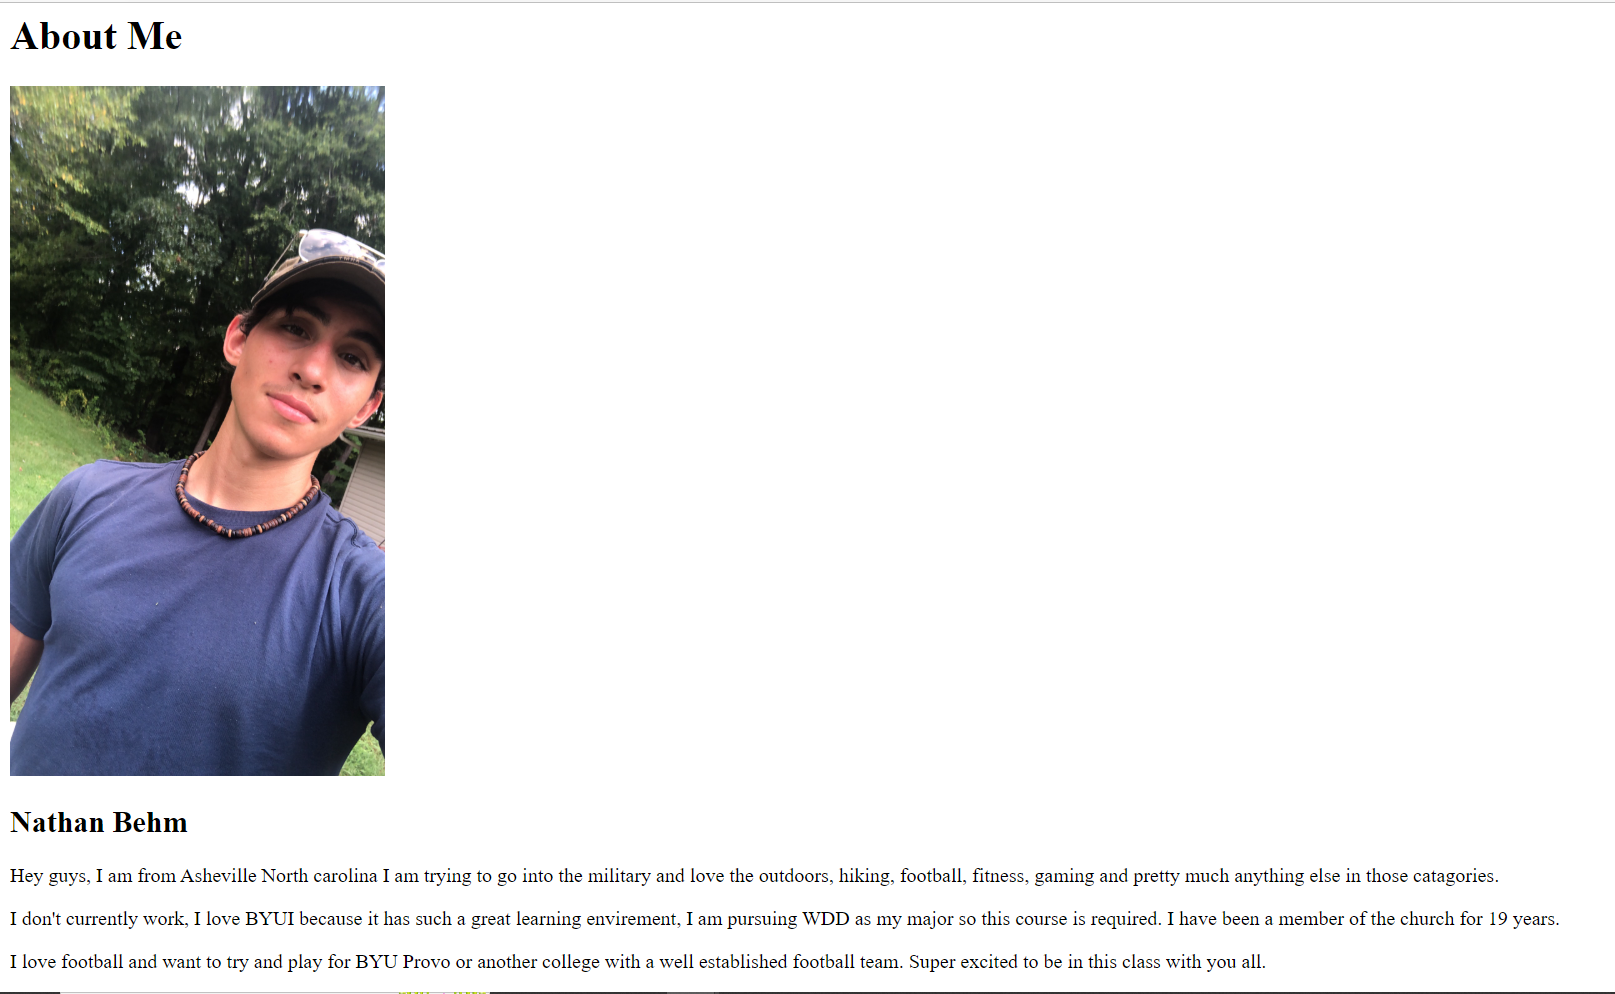 About Me
Nathan Behm
Hey guys, I am from Asheville North carolina I am trying to go into the military and love the outdoors, hiking, football, fitness, gaming and pretty much anything else in those catagories.
I don't currently work, I love BYUI because it has such a great learning envirement, I am pursuing WDD as my major so this course is required. I have been a member of the church for 19 years.
I love football and want to try and play for BYU Provo or another college with a well established football team. Super excited to be in this class with you all.